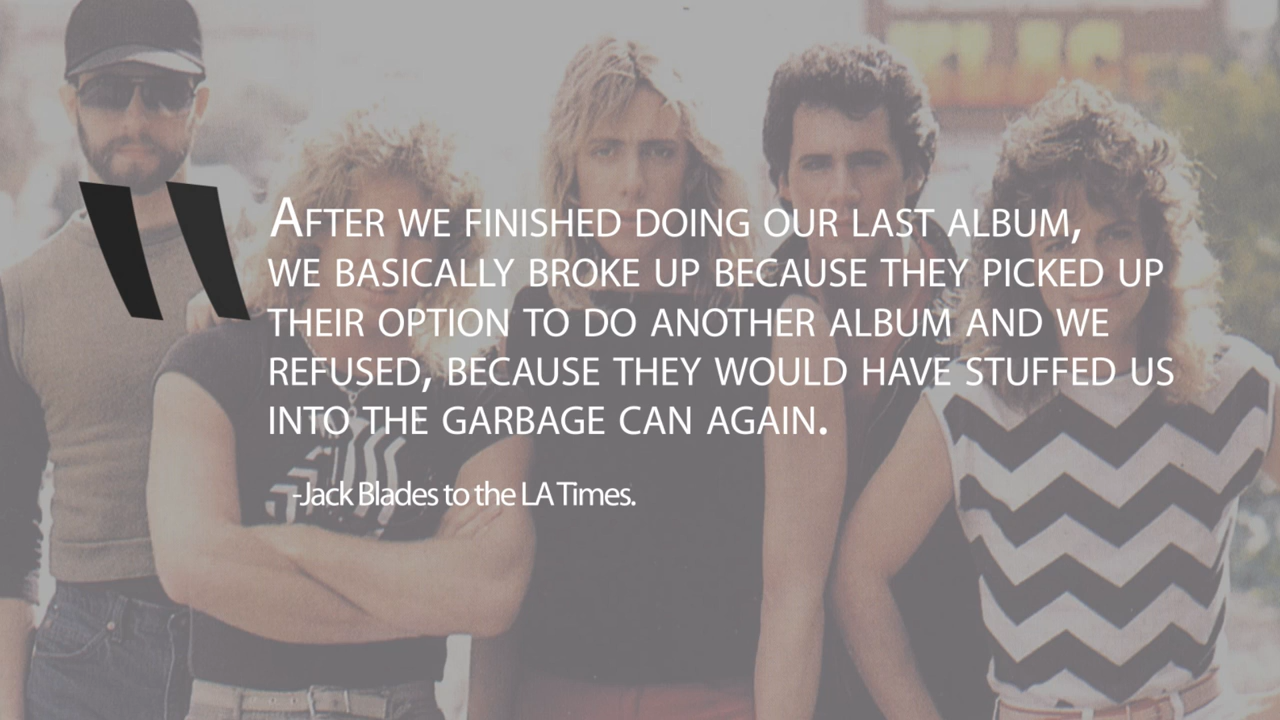 After we finished doing our last album,
we basically broke up because they picked up
their option to do another album and we
refused, because they would have stuffed us
into the garbage can again.
-Jack Blades to the LA Times.